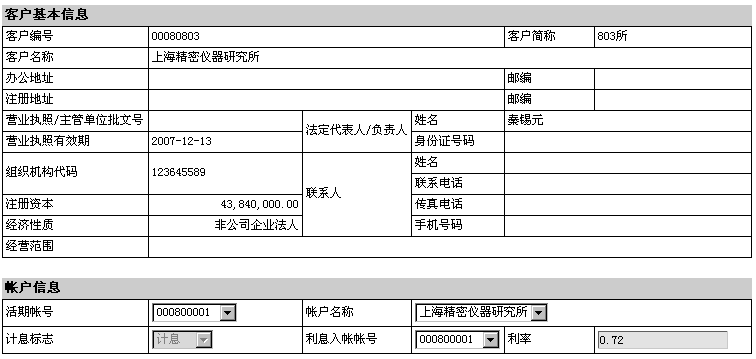 客户基本信息
客户编号 00080803 客户简称 803所
客户名称 上海精密仪器研究所
办公地址 邮编
注册地址 邮编
营业执照/主管单位批文号 法定代表人/负责人 姓名 秦锡元
营业执照有效期 2007-12-13 身份证号码
组织机构代码 123645589 联系人 姓名
联系电话
注册资本 43,840,000.00 传真电话
经济性质 非公司企业法人 手机号码
经营范围
帐户信息
活期帐号 000800001 帐户名称 上海精密仪器研究所
计息标志 计息 利息入帐帐号 000800001 利率 0.72